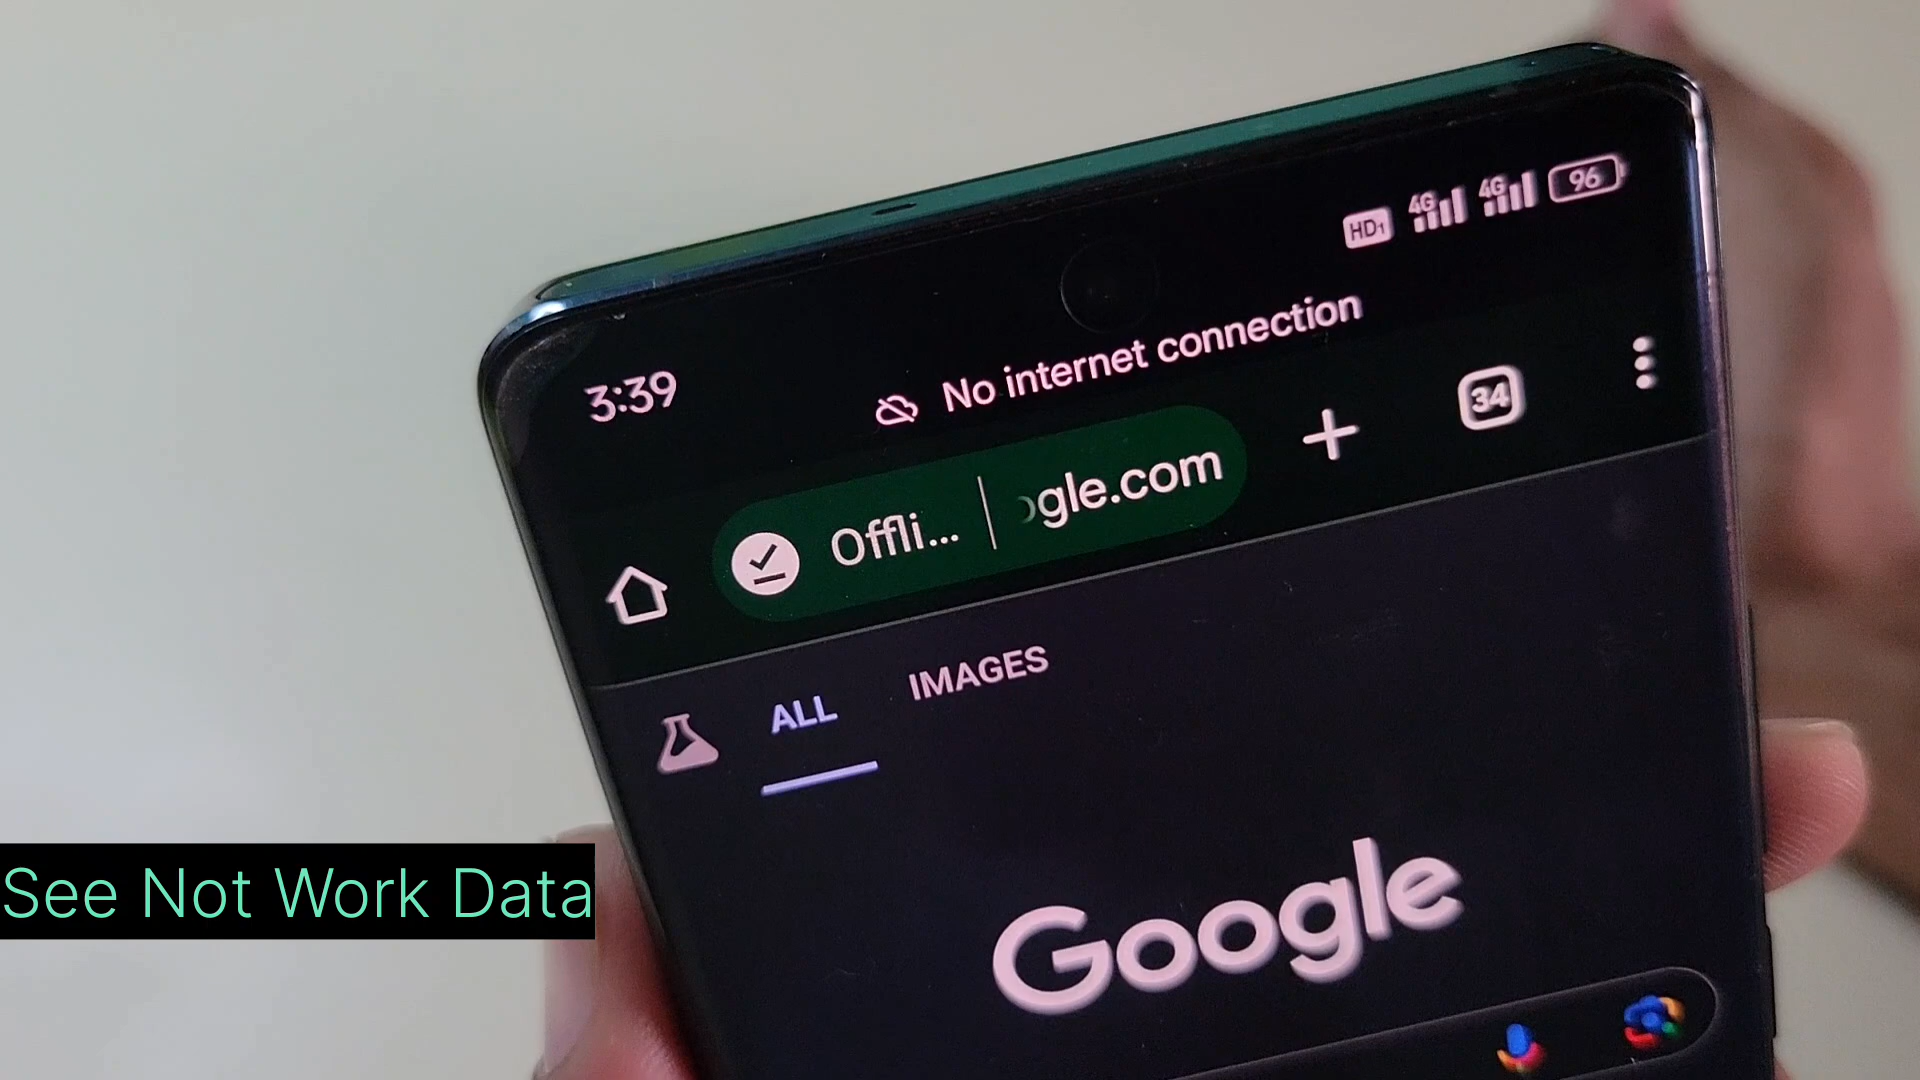 HD1 4G 4G 96
3:39
No internet connection
Offli... ogle.com
34
ALL IMAGES
Google
See Not Work Data